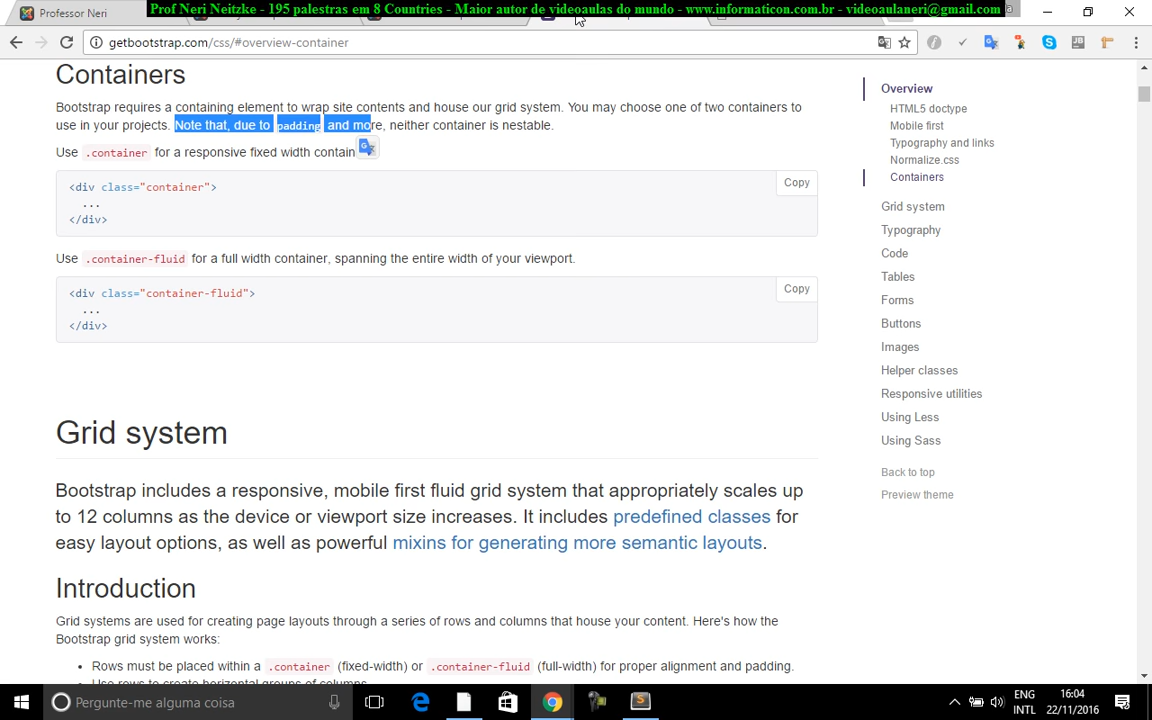 Professor Neri
Prof Neri Neitzke - 195 palestras em 8 Countries - Maior autor de videoaulas do mundo - www.informaticon.com.br - videoaulaneri@gmail.com
getbootstrap.com/css/#overview-container
Containers
Bootstrap requires a containing element to wrap site contents and house our grid system. You may choose one of two containers to
use in your projects. Note that, due to padding and more, neither container is nestable.
Use .container for a responsive fixed width contain
Copy
<div class="container">
...
</div>
Use .container-fluid for a full width container, spanning the entire width of your viewport.
Copy
<div class="container-fluid">
...
</div>
Grid system
Bootstrap includes a responsive, mobile first fluid grid system that appropriately scales up
to 12 columns as the device or viewport size increases. It includes predefined classes for
easy layout options, as well as powerful mixins for generating more semantic layouts.
Introduction
Grid systems are used for creating page layouts through a series of rows and columns that house your content. Here's how the
Bootstrap grid system works:
• Rows must be placed within a .container (fixed-width) or .container-fluid (full-width) for proper alignment and padding.
• Use rows to create horizontal groups of columns.
Overview
HTML5 doctype
Mobile first
Typography and links
Normalize.css
Containers
Grid system
Typography
Code
Tables
Forms
Buttons
Images
Helper classes
Responsive utilities
Using Less
Using Sass
Back to top
Preview theme
Pergunte-me alguma coisa
ENG
INTL
16:04
22/11/2016